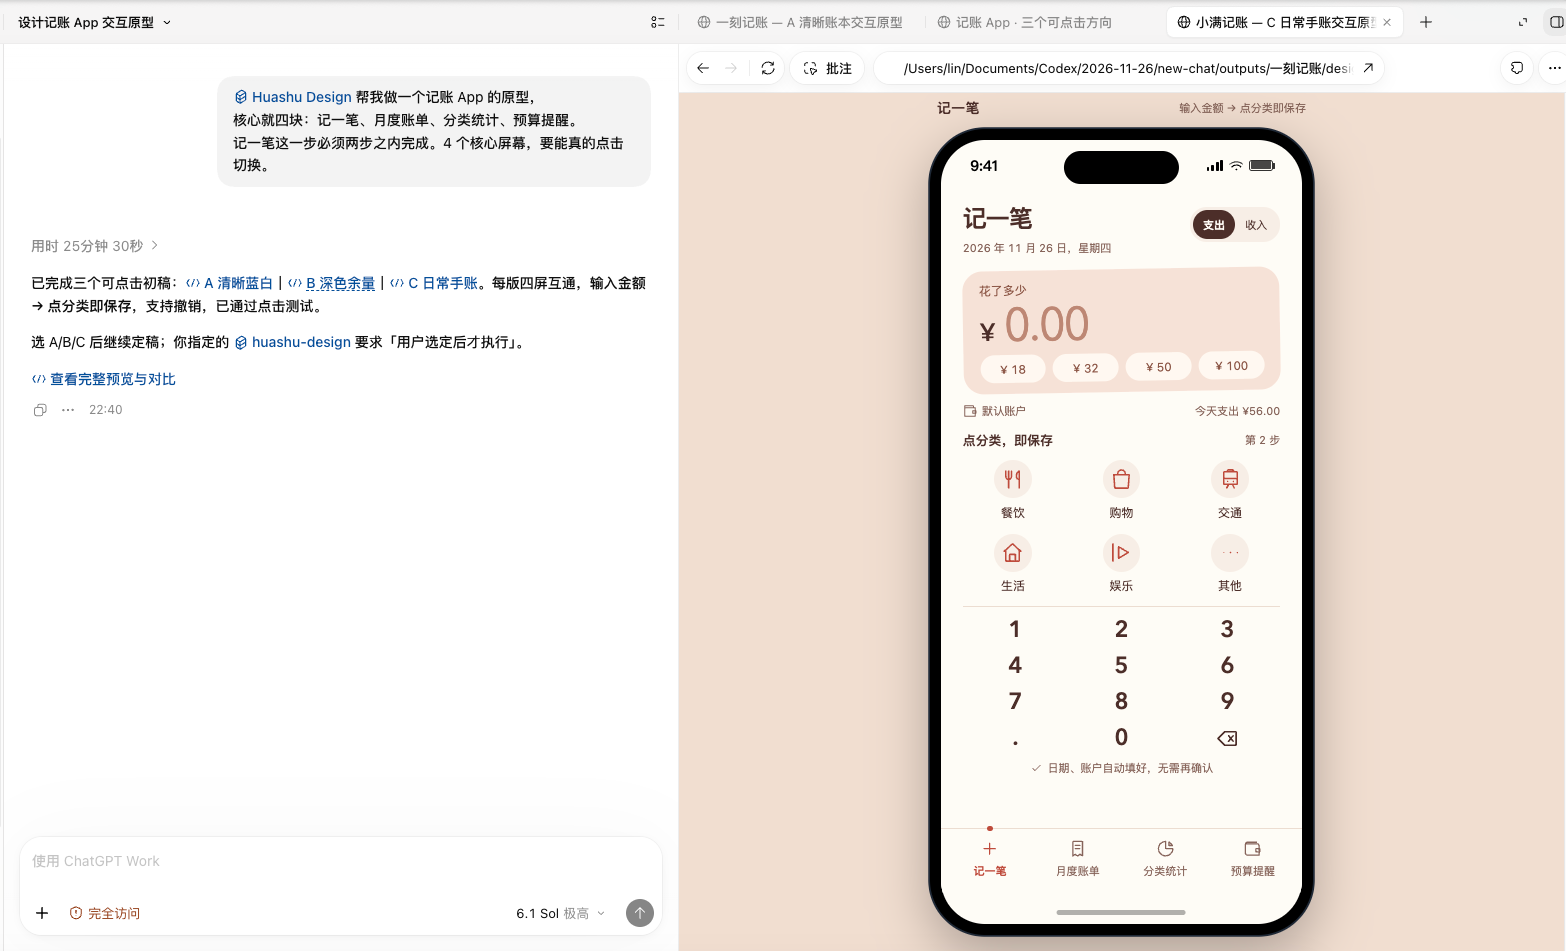 设计记账 App 交互原型
一刻记账 — A 清晰账本交互原型
记账 App · 三个可点击方向
小满记账 — C 日常手账交互原型
批注
/Users/lin/Documents/Codex/2026-11-26/new-chat/outputs/一刻记账/desi
Huashu Design 帮我做一个记账 App 的原型，
核心就四块：记一笔、月度账单、分类统计、预算提醒。
记一笔这一步必须两步之内完成。4 个核心屏幕，要能真的点击
切换。
用时 25分钟 30秒
已完成三个可点击初稿：A 清晰蓝白 | B 深色余量 | C 日常手账。每版四屏互通，输入金额
→ 点分类即保存，支持撤销，已通过点击测试。
选 A/B/C 后继续定稿；你指定的 huashu-design 要求「用户选定后才执行」。
查看完整预览与对比
22:40
使用 ChatGPT Work
完全访问
6.1 Sol 极高
记一笔
输入金额 → 点分类即保存
9:41
记一笔
支出
收入
2026 年 11 月 26 日，星期四
花了多少
¥ 0.00
¥ 18
¥ 32
¥ 50
¥ 100
默认账户
今天支出 ¥56.00
点分类，即保存
第 2 步
餐饮
购物
交通
生活
娱乐
其他
1 2 3
4 5 6
7 8 9
. 0
日期、账户自动填好，无需再确认
记一笔
月度账单
分类统计
预算提醒